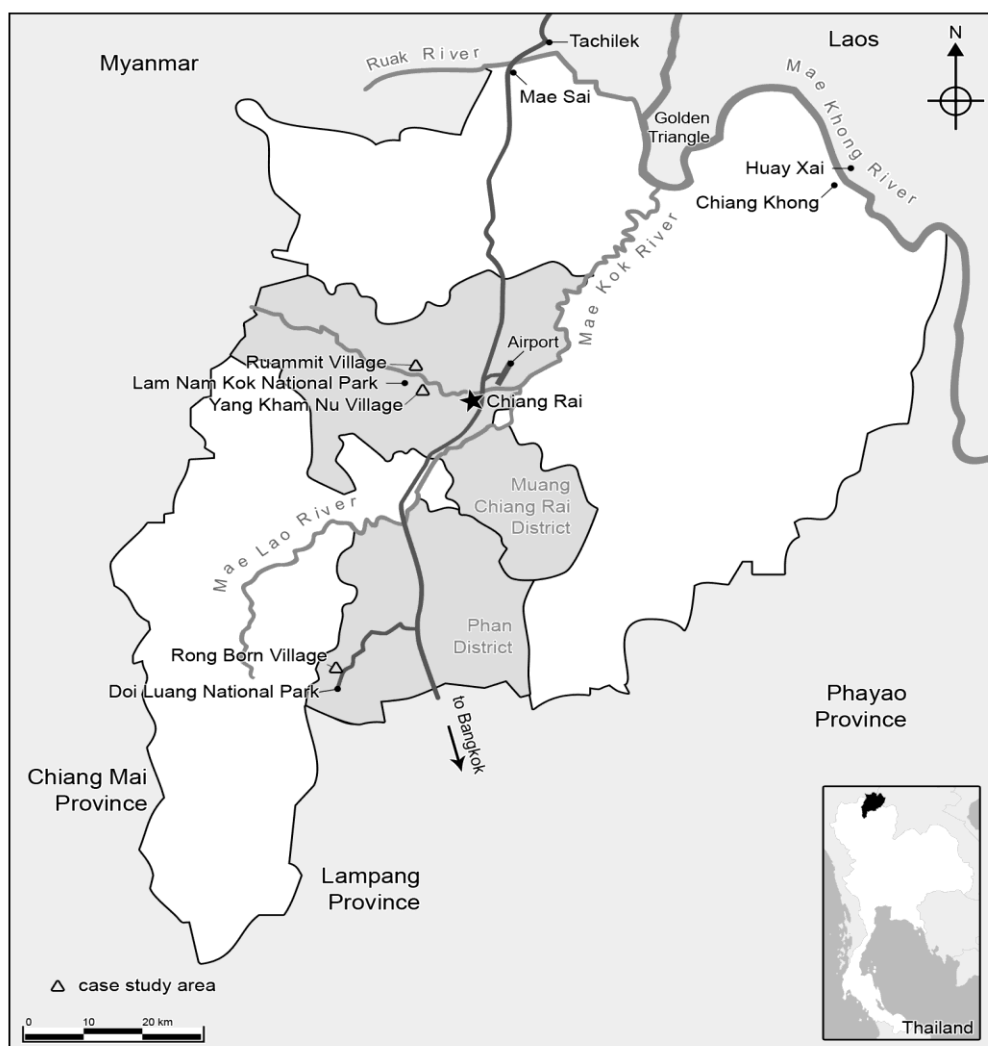 Tachilek
Laos
N
Myanmar
Ruak River
Mae Sai
Mae Khong River
Golden
Triangle
Huay Xai
Chiang Khong
Mae Kok River
Airport
Ruammit Village
Lam Nam Kok National Park
Yang Kham Nu Village
Chiang Rai
Muang
Chiang Rai
District
Mae Lao River
Phan
District
Rong Born Village
Doi Luang National Park
to Bangkok
Phayao
Province
Chiang Mai
Province
Lampang
Province
case study area
0 10 20 km
Thailand